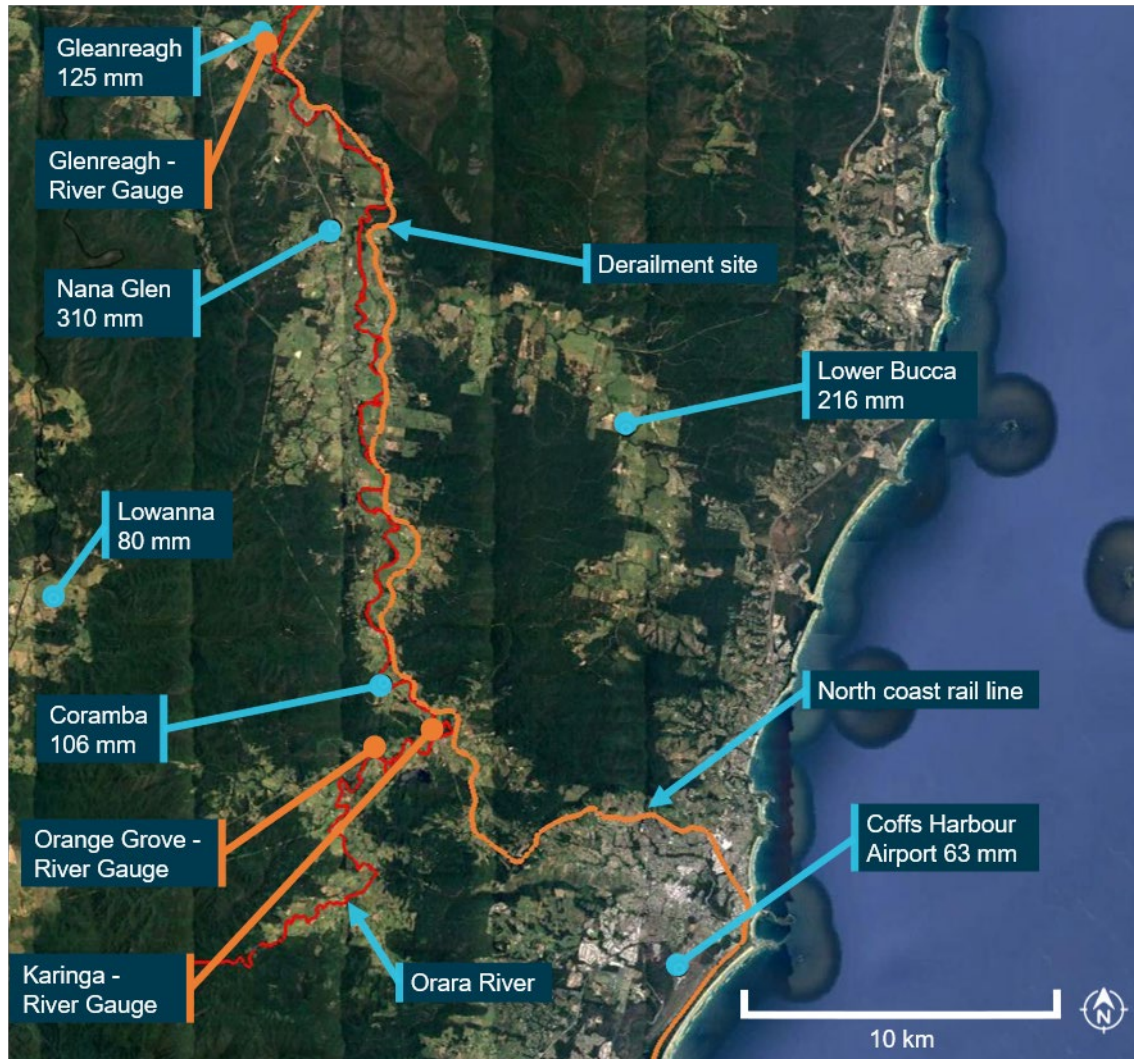 Gleanreagh
125 mm
Glenreagh -
River Gauge
Derailment site
Nana Glen
310 mm
Lower Bucca
216 mm
Lowanna
80 mm
North coast rail line
Coramba
106 mm
Orange Grove -
River Gauge
Coffs Harbour
Airport 63 mm
Karinga -
River Gauge
Orara River
10 km
N